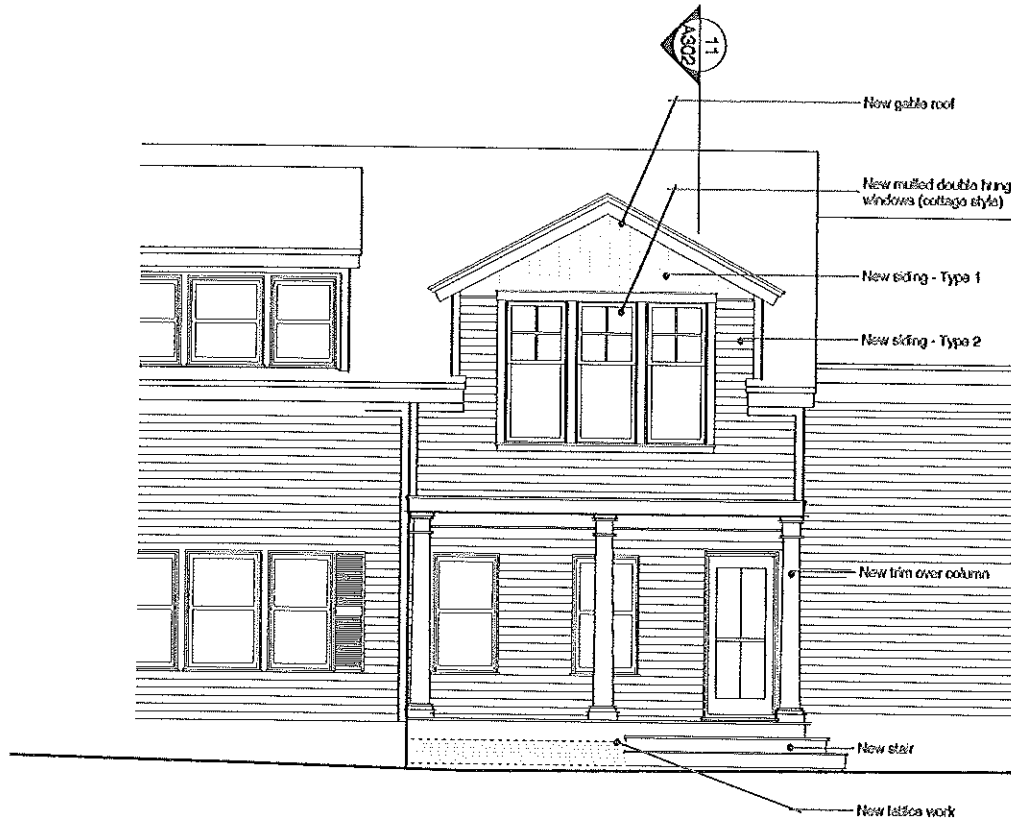 11
A302
New gable roof
New mulled double hung
windows (cottage style)
New siding - Type 1
New siding - Type 2
New trim over column
New stair
New lattice work